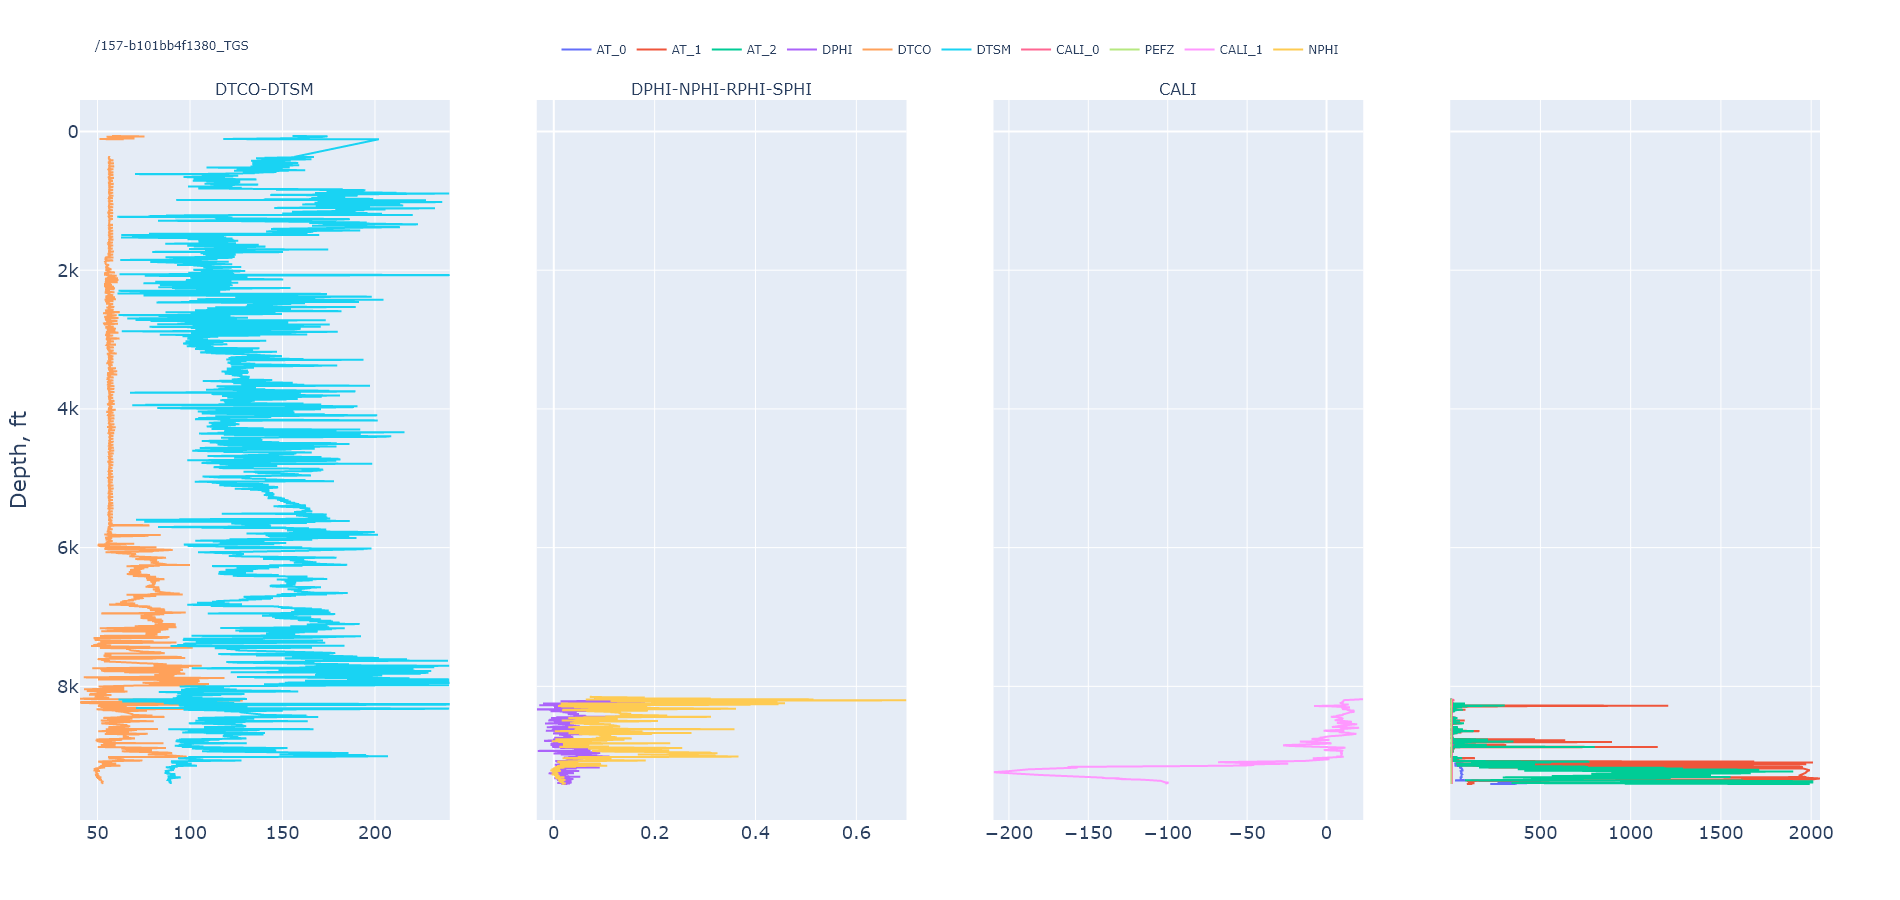 /157-b101bb4f1380_TGS
AT_0 AT_1 AT_2 DPHI DTCO DTSM CALI_0 PEFZ CALI_1 NPHI
DTCO-DTSM DPHI-NPHI-RPHI-SPHI CALI
Depth, ft
0
2k
4k
6k
8k
50 100 150 200 0 0.2 0.4 0.6 −200 −150 −100 −50 0 500 1000 1500 2000